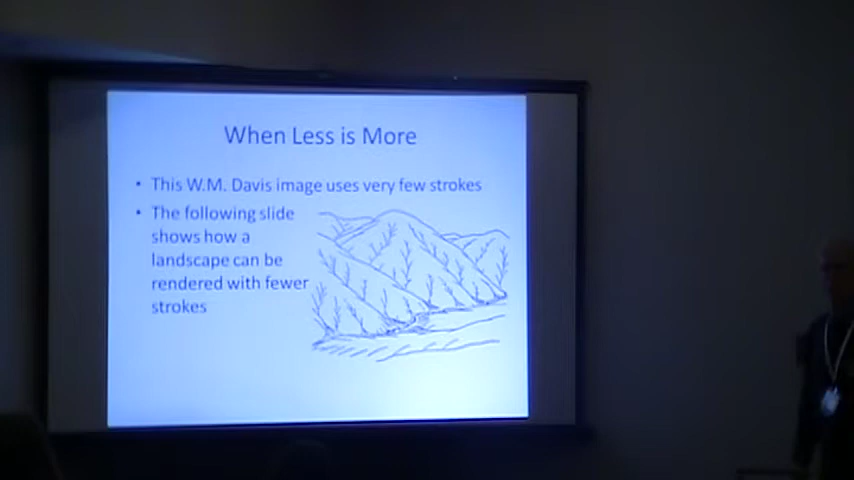 When Less is More
• This W.M. Davis image uses very few strokes
• The following slide
shows how a
landscape can be
rendered with fewer
strokes